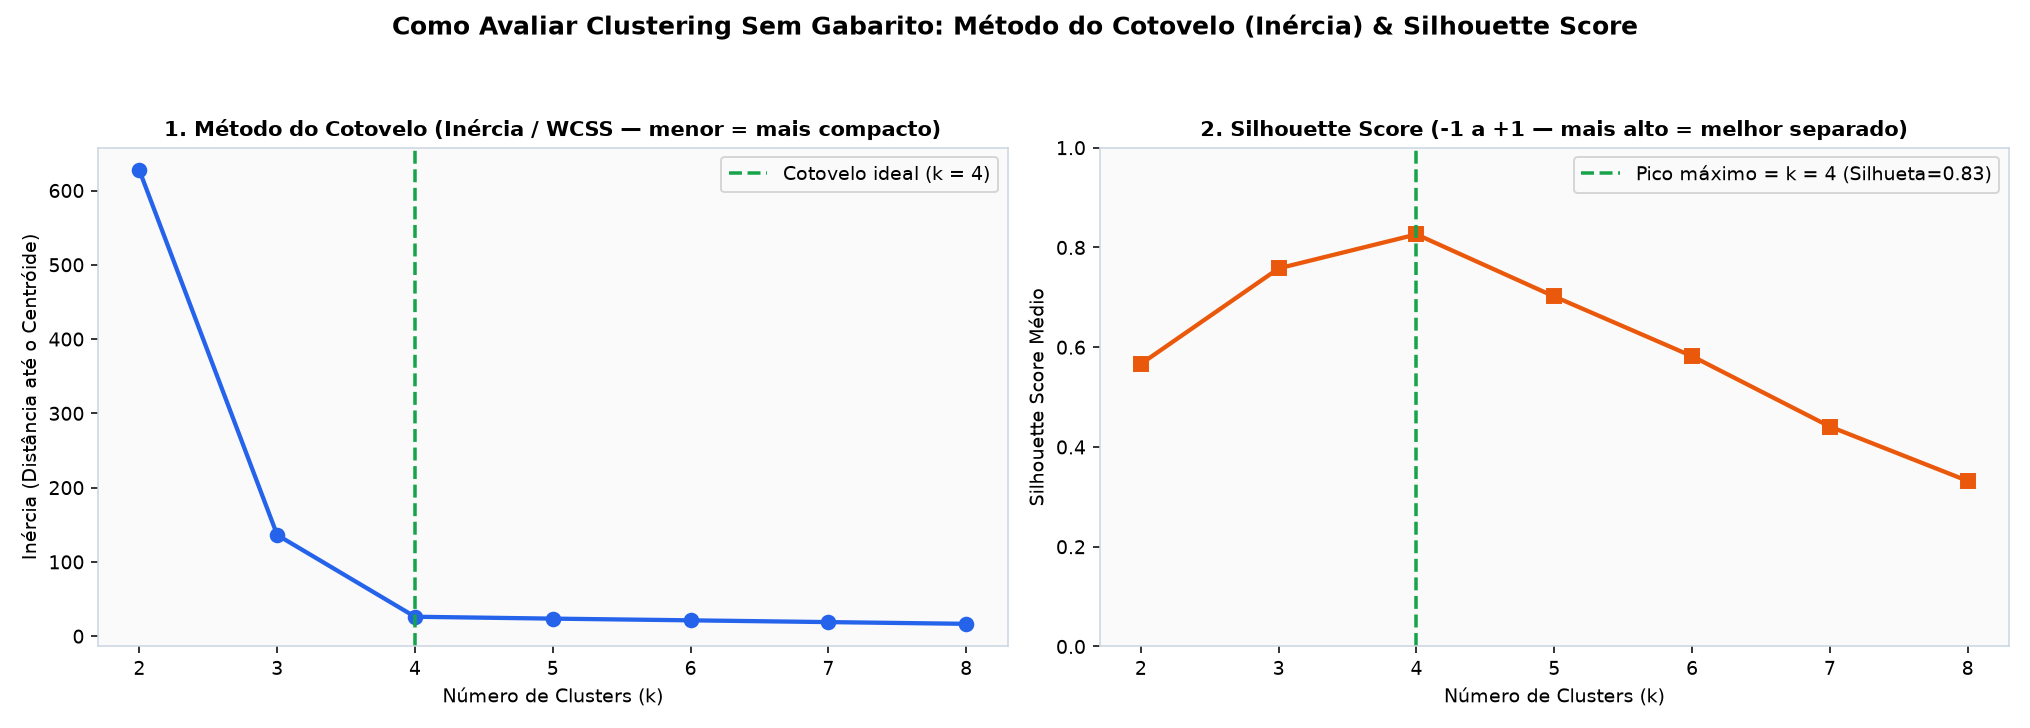 Como Avaliar Clustering Sem Gabarito: Método do Cotovelo (Inércia) & Silhouette Score
1. Método do Cotovelo (Inércia / WCSS — menor = mais compacto)
Cotovelo ideal (k = 4)
Inércia (Distância até o Centróide)
600
500
400
300
200
100
0
2 3 4 5 6 7 8
Número de Clusters (k)
2. Silhouette Score (-1 a +1 — mais alto = melhor separado)
Pico máximo = k = 4 (Silhueta=0.83)
Silhouette Score Médio
1.0
0.8
0.6
0.4
0.2
0.0
2 3 4 5 6 7 8
Número de Clusters (k)